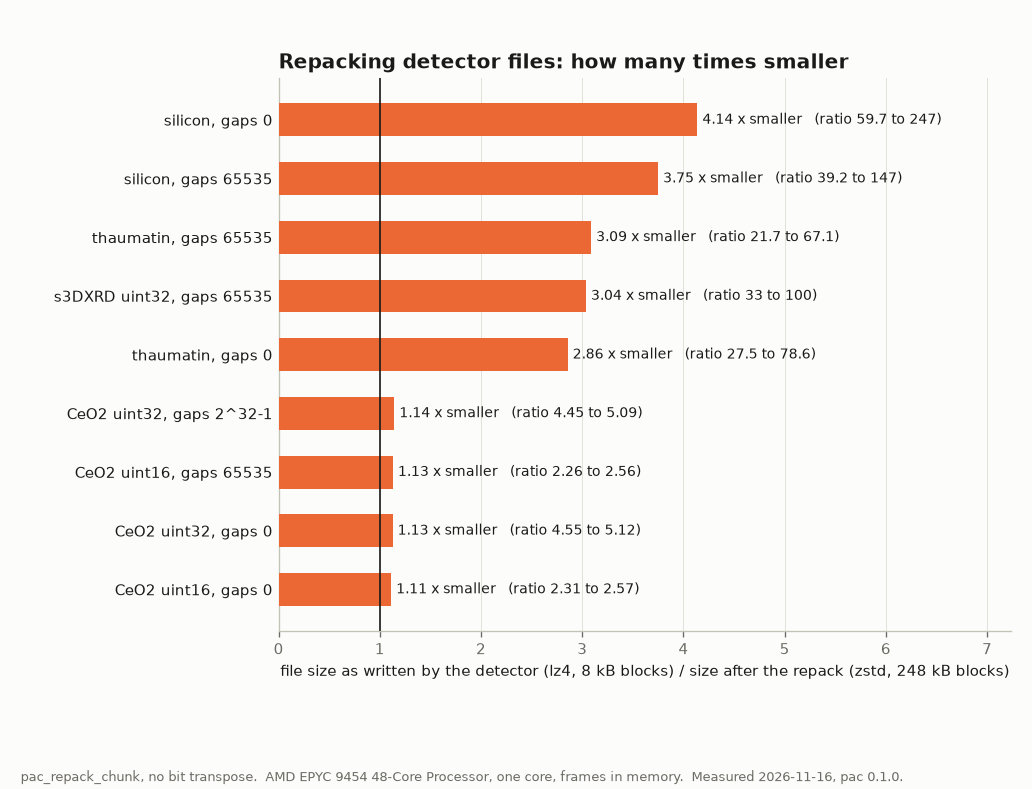 Repacking detector files: how many times smaller
silicon, gaps 0
4.14 x smaller (ratio 59.7 to 247)
silicon, gaps 65535
3.75 x smaller (ratio 39.2 to 147)
thaumatin, gaps 65535
3.09 x smaller (ratio 21.7 to 67.1)
s3DXRD uint32, gaps 65535
3.04 x smaller (ratio 33 to 100)
thaumatin, gaps 0
2.86 x smaller (ratio 27.5 to 78.6)
CeO2 uint32, gaps 2^32-1
1.14 x smaller (ratio 4.45 to 5.09)
CeO2 uint16, gaps 65535
1.13 x smaller (ratio 2.26 to 2.56)
CeO2 uint32, gaps 0
1.13 x smaller (ratio 4.55 to 5.12)
CeO2 uint16, gaps 0
1.11 x smaller (ratio 2.31 to 2.57)
0 1 2 3 4 5 6 7
file size as written by the detector (lz4, 8 kB blocks) / size after the repack (zstd, 248 kB blocks)
pac_repack_chunk, no bit transpose. AMD EPYC 9454 48-Core Processor, one core, frames in memory. Measured 2026-11-16, pac 0.1.0.